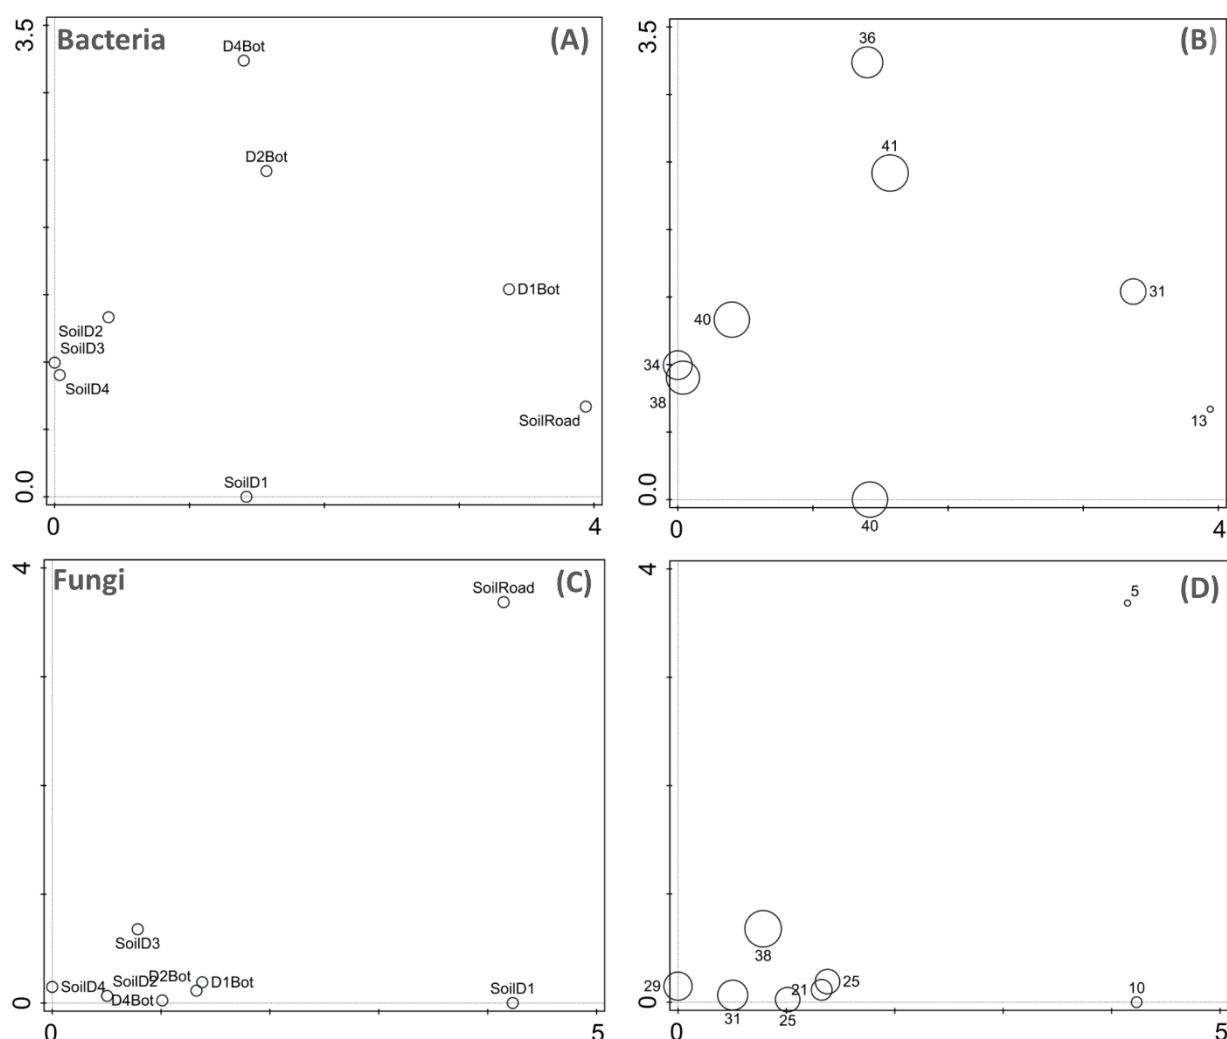 3.5
Bacteria
(A)
D4Bot
D2Bot
D1Bot
SoilD2
SoilD3
SoilD4
SoilRoad
SoilD1
0.0
0
4
3.5
(B)
36
41
31
40
34
38
13
40
0.0
0
4
4
Fungi
(C)
SoilRoad
SoilD3
SoilD4
SoilD2
D2Bot
D1Bot
D4Bot
SoilD1
0
0
5
4
(D)
5
38
29
31
25
21
25
10
0
0
5